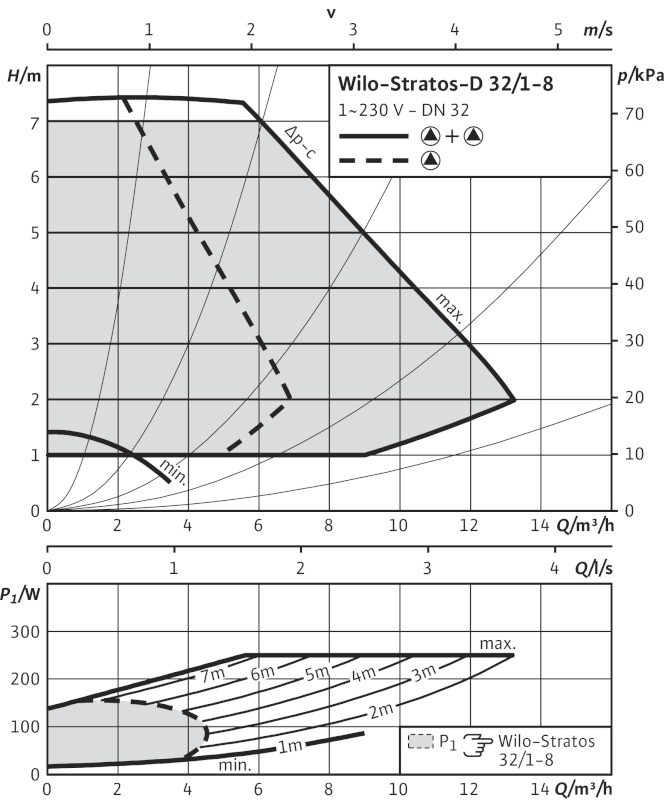 v
0 1 2 3 4 5 m/s
H/m
p/kPa
Wilo-Stratos-D 32/1-8
1~230 V - DN 32
+
Δp-c
max.
min.
7
6
5
4
3
2
1
0
70
60
50
40
30
20
10
0
0 2 4 6 8 10 12 14 Q/m³/h
0 1 2 3 4 Q/l/s
P₁/W
300
200
100
0
max.
7m 6m 5m 4m 3m
2m
1m
min.
P₁ Wilo-Stratos
32/1-8
0 2 4 6 8 10 12 14 Q/m³/h